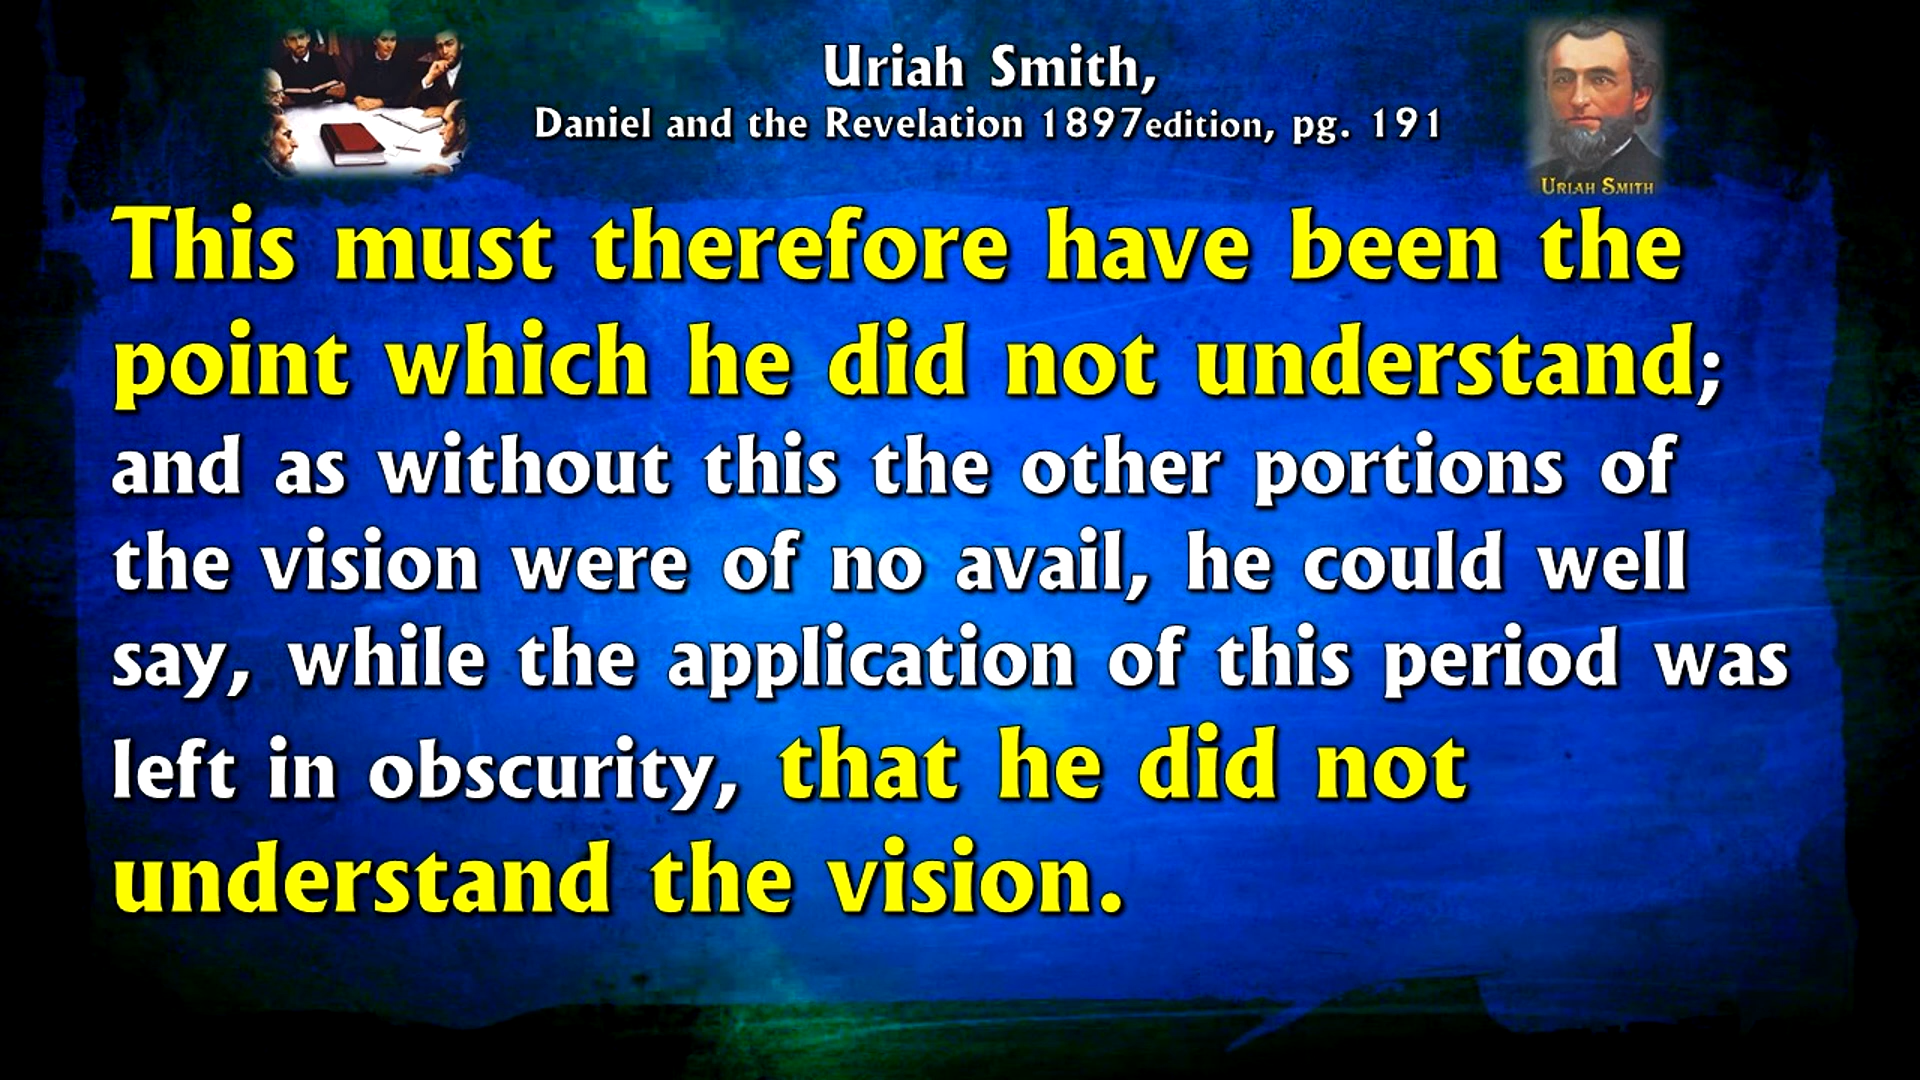 Uriah Smith,
Daniel and the Revelation 1897edition, pg. 191
URIAH SMITH
This must therefore have been the
point which he did not understand;
and as without this the other portions of
the vision were of no avail, he could well
say, while the application of this period was
left in obscurity, that he did not
understand the vision.